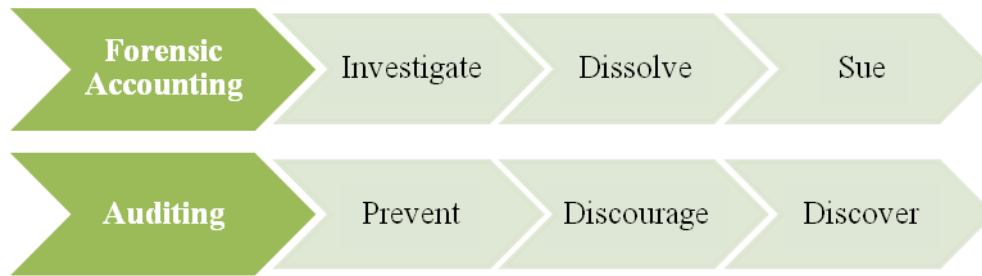 Forensic
Accounting
Investigate
Dissolve
Sue
Auditing
Prevent
Discourage
Discover